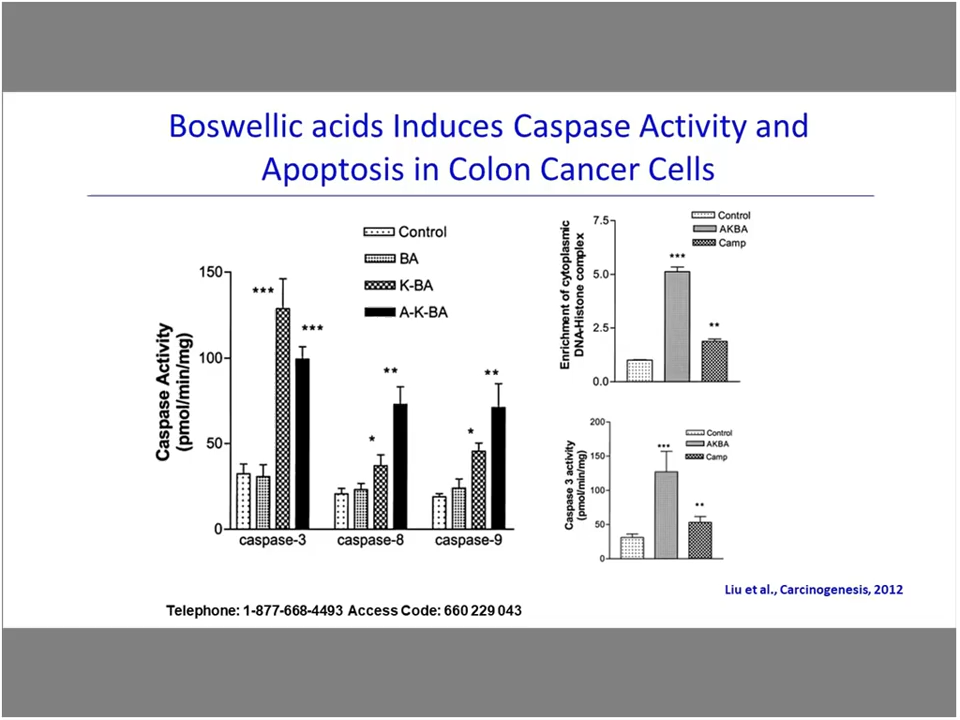 Boswellic acids Induces Caspase Activity and
Apoptosis in Colon Cancer Cells
Control
BA
K-BA
A-K-BA
Caspase Activity
(pmol/min/mg)
150
100
50
0
***
***
*
**
*
**
caspase-3 caspase-8 caspase-9
Control
AKBA
Camp
Enrichment of cytoplasmic
DNA-Histone complex
7.5
5.0
2.5
0.0
***
**
Control
AKBA
Camp
Caspase 3 activity
(pmol/min/mg)
200
150
100
50
0
***
**
Liu et al., Carcinogenesis, 2012
Telephone: 1-877-668-4493 Access Code: 660 229 043